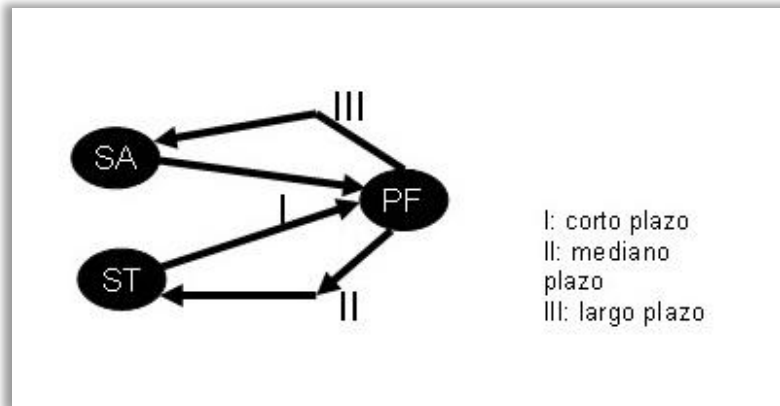 III
SA
PF
I
ST
II
I: corto plazo
II: mediano
plazo
III: largo plazo